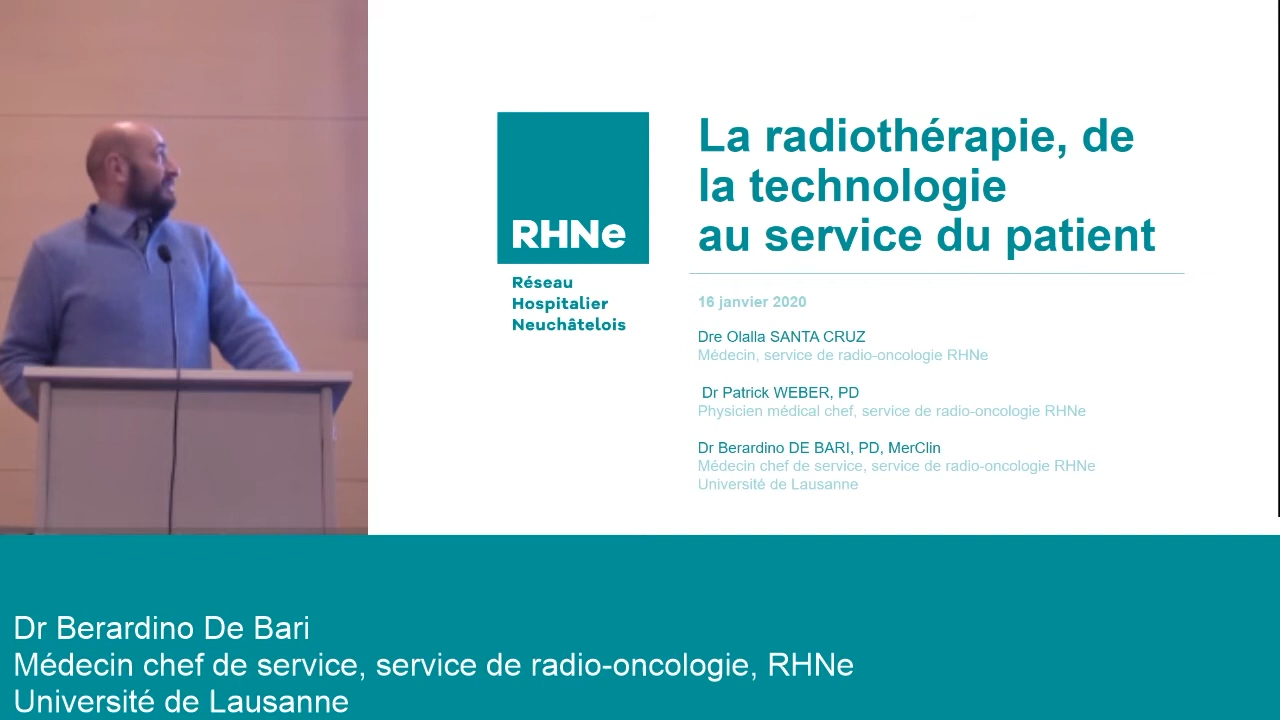 RHNe
Réseau
Hospitalier
Neuchâtelois
La radiothérapie, de
la technologie
au service du patient
16 janvier 2020
Dre Olalla SANTA CRUZ
Médecin, service de radio-oncologie RHNe
Dr Patrick WEBER, PD
Physicien médical chef, service de radio-oncologie RHNe
Dr Berardino DE BARI, PD, MerClin
Médecin chef de service, service de radio-oncologie RHNe
Université de Lausanne
Dr Berardino De Bari
Médecin chef de service, service de radio-oncologie, RHNe
Université de Lausanne